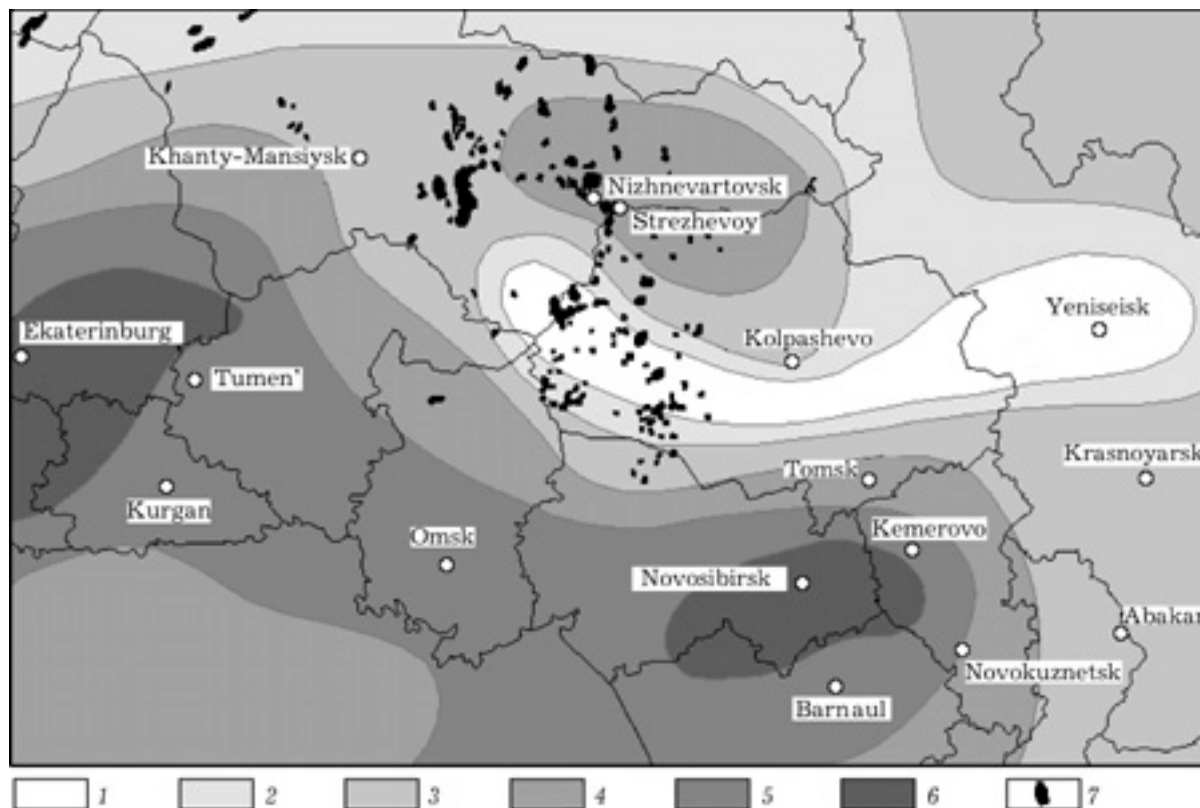 Khanty-Mansiysk
Nizhnevartovsk
Strezhevoy
Yeniseisk
Ekaterinburg
Kolpashevo
Tumen'
Krasnoyarsk
Tomsk
Kurgan
Kemerovo
Omsk
Novosibirsk
Abakan
Novokuznetsk
Barnaul
1 2 3 4 5 6 7